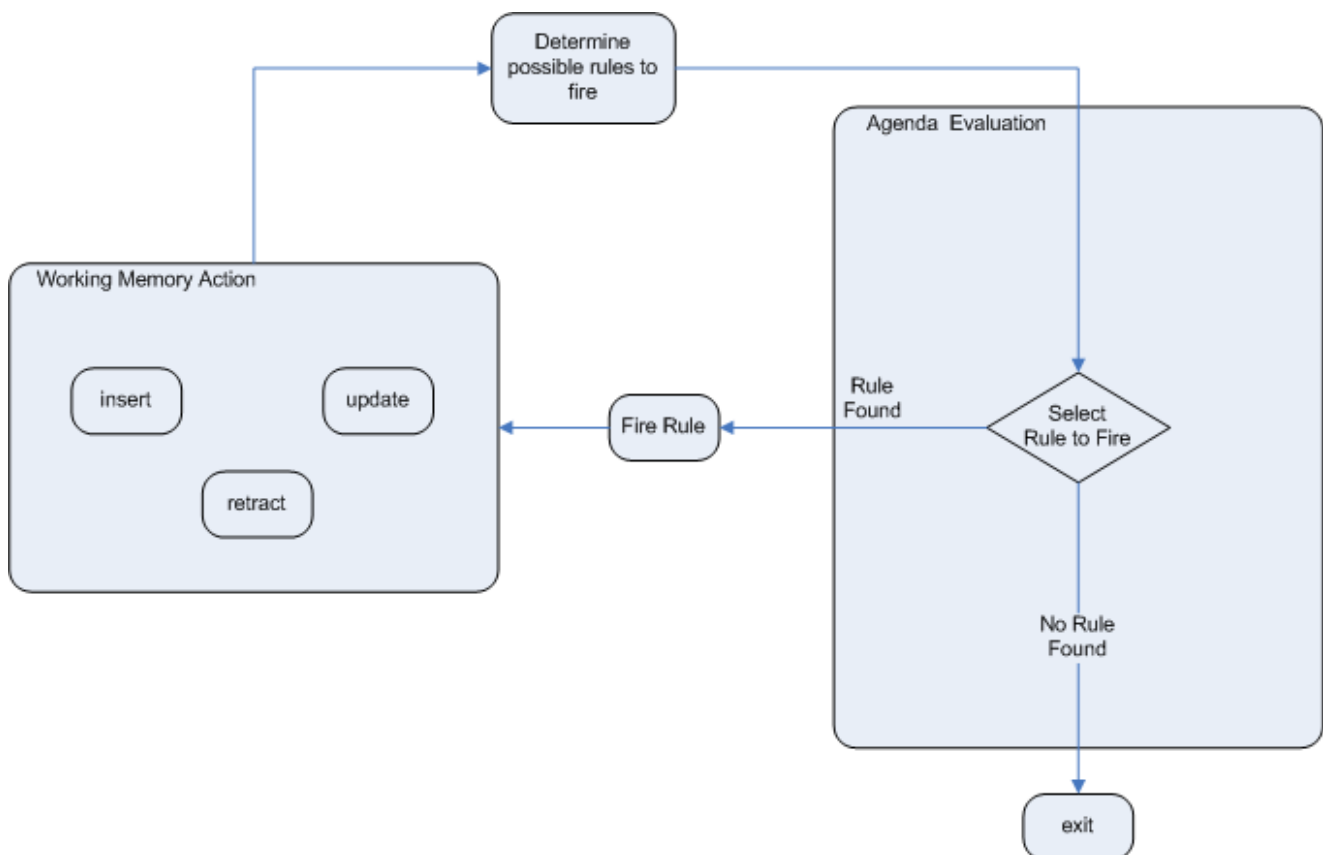 Determine
possible rules to
fire
Agenda Evaluation
Working Memory Action
insert
update
retract
Fire Rule
Rule
Found
Select
Rule to Fire
No Rule
Found
exit